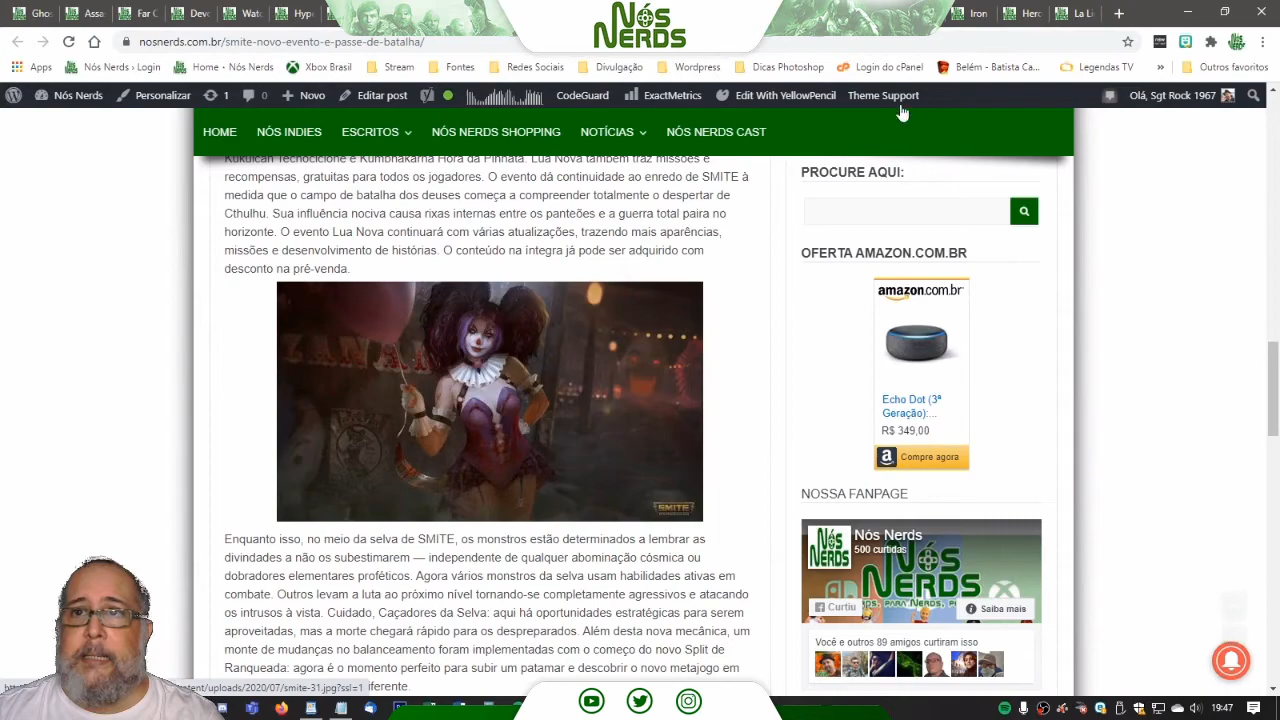 Nós
NERDS
nosnerds.com.br/smite-novo-evento-e-passe-de-batalha/
Apps
Nós Nerds › Login
Home - Nós Nerds
Xbox Brasil
Stream
Fontes
Redes Sociais
Divulgação
Wordpress
Dicas Photoshop
Login do cPanel
Belém - Batista Ca...
Legendas TV
»
Outros favoritos
Nós Nerds
Personalizar
1
0
Novo
Editar post
CodeGuard
ExactMetrics
Edit With YellowPencil
Theme Support
Olá, Sgt Rock 1967
HOME
NÓS INDIES
ESCRITOS
NÓS NERDS SHOPPING
NOTÍCIAS
NÓS NERDS CAST
Kukulcán Tecnociclone e Kumbhakarna Hora da Pinhata. Lua Nova também traz missões e
recompensas, gratuitas para todos os jogadores. O evento dá continuidade ao enredo de SMITE à
medida que o campo de batalha dos deuses começa a compreender totalmente o despertar de
Cthulhu. Sua influência nociva causa rixas internas entre os panteões e a guerra total paira no
horizonte. O evento Lua Nova continuará com várias atualizações, trazendo mais aparências,
missões e desenvolvimento de histórias. O conteúdo na íntegra já pode ser adquirido com
desconto na pré-venda.
SMITE
Enquanto isso, no meio da selva de SMITE, os monstros estão determinados a lembrar as
divindades a não os subestimarem — independente de qualquer abominação cósmica ou
dobradores elementares proféticos. Agora vários monstros da selva usam habilidades ativas em
combate. Outros levam a luta ao próximo nível tornando-se completamente agressivos e atacando
intrusos à vista. Cuidado, Caçadores da Selva: aqui há oportunidades estratégicas para serem
aproveitadas, mas a morte chegará rápido para os despreparados. Além desta nova mecânica, um
mudanças no balanceamento foram implementadas com o começo do novo Split de
Ranqueada: agora é o momento perfeito para subir um patamar e descobrir o novo metajogo em
iferente.
PROCURE AQUI:
OFERTA AMAZON.COM.BR
amazon.com.br
Echo Dot (3ª
Geração):...
R$ 349,00
Compre agora
NOSSA FANPAGE
Nós Nerds
500 curtidas
Nós
NERDS
Curtiu
Saiba mais
Você e outros 89 amigos curtiram isso
19:47